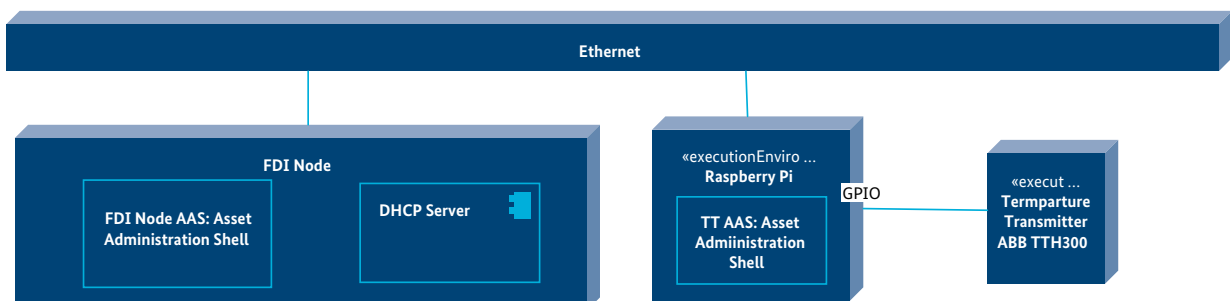 Ethernet
FDI Node
FDI Node AAS: Asset
Administration Shell
DHCP Server
«executionEnviro ...
Raspberry Pi
TT AAS: Asset
Admiinistration
Shell
GPIO
«execut ...
Termparture
Transmitter
ABB TTH300